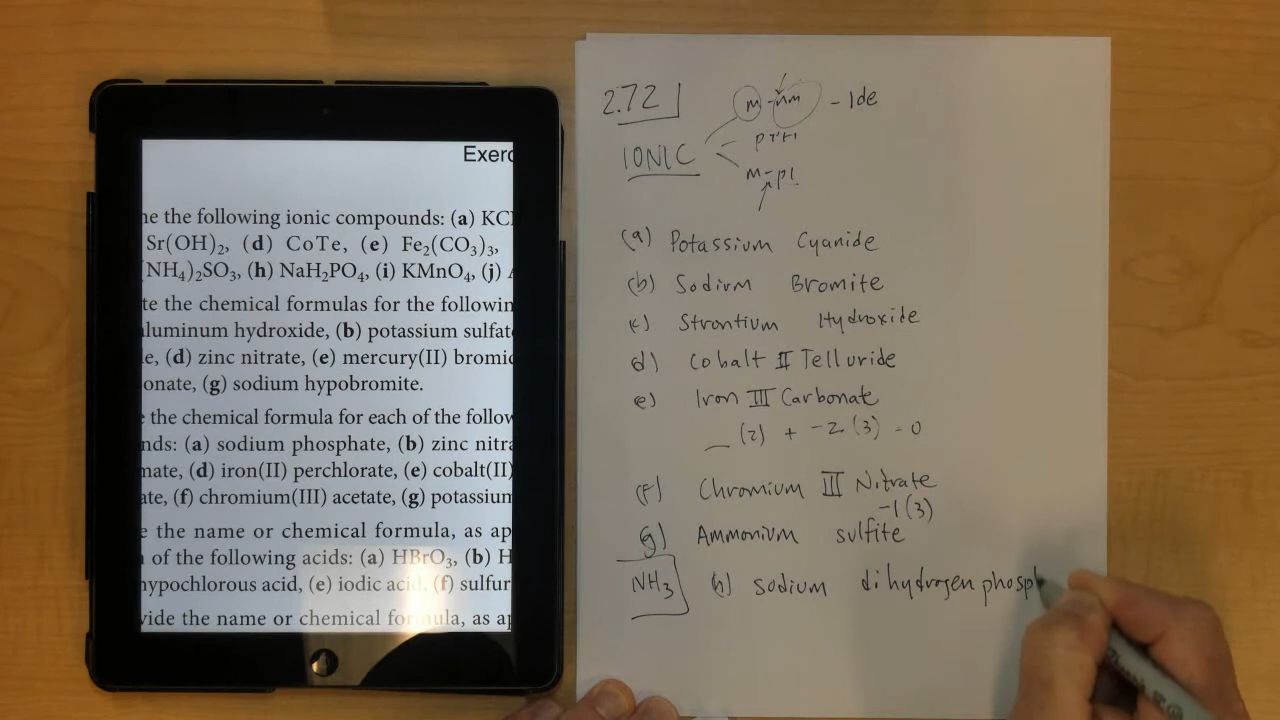 Exerc
ne the following ionic compounds: (a) KC
Sr(OH)₂, (d) CoTe, (e) Fe₂(CO₃)₃,
(NH₄)₂SO₃, (h) NaH₂PO₄, (i) KMnO₄, (j)
te the chemical formulas for the followin
luminum hydroxide, (b) potassium sulfat
e, (d) zinc nitrate, (e) mercury(II) bromid
onate, (g) sodium hypobromite.
e the chemical formula for each of the follow
nds: (a) sodium phosphate, (b) zinc nitra
mate, (d) iron(II) perchlorate, (e) cobalt(II)
ate, (f) chromium(III) acetate, (g) potassium
e the name or chemical formula, as ap
of the following acids: (a) HBrO₃, (b) H
hypochlorous acid, (e) iodic acid, (f) sulfur
vide the name or chemical formula, as ap
2.72
m - nm - Ide
IONIC
m - pI
(a) Potassium Cyanide
(b) Sodium Bromite
(c) Strontium Hydroxide
d) Cobalt II Telluride
e) Iron III Carbonate
_ (2) + -2 (3) = 0
(f) Chromium III Nitrate
-1(3)
g) Ammonium sulfite
NH₃ (h) sodium dihydrogen phosph